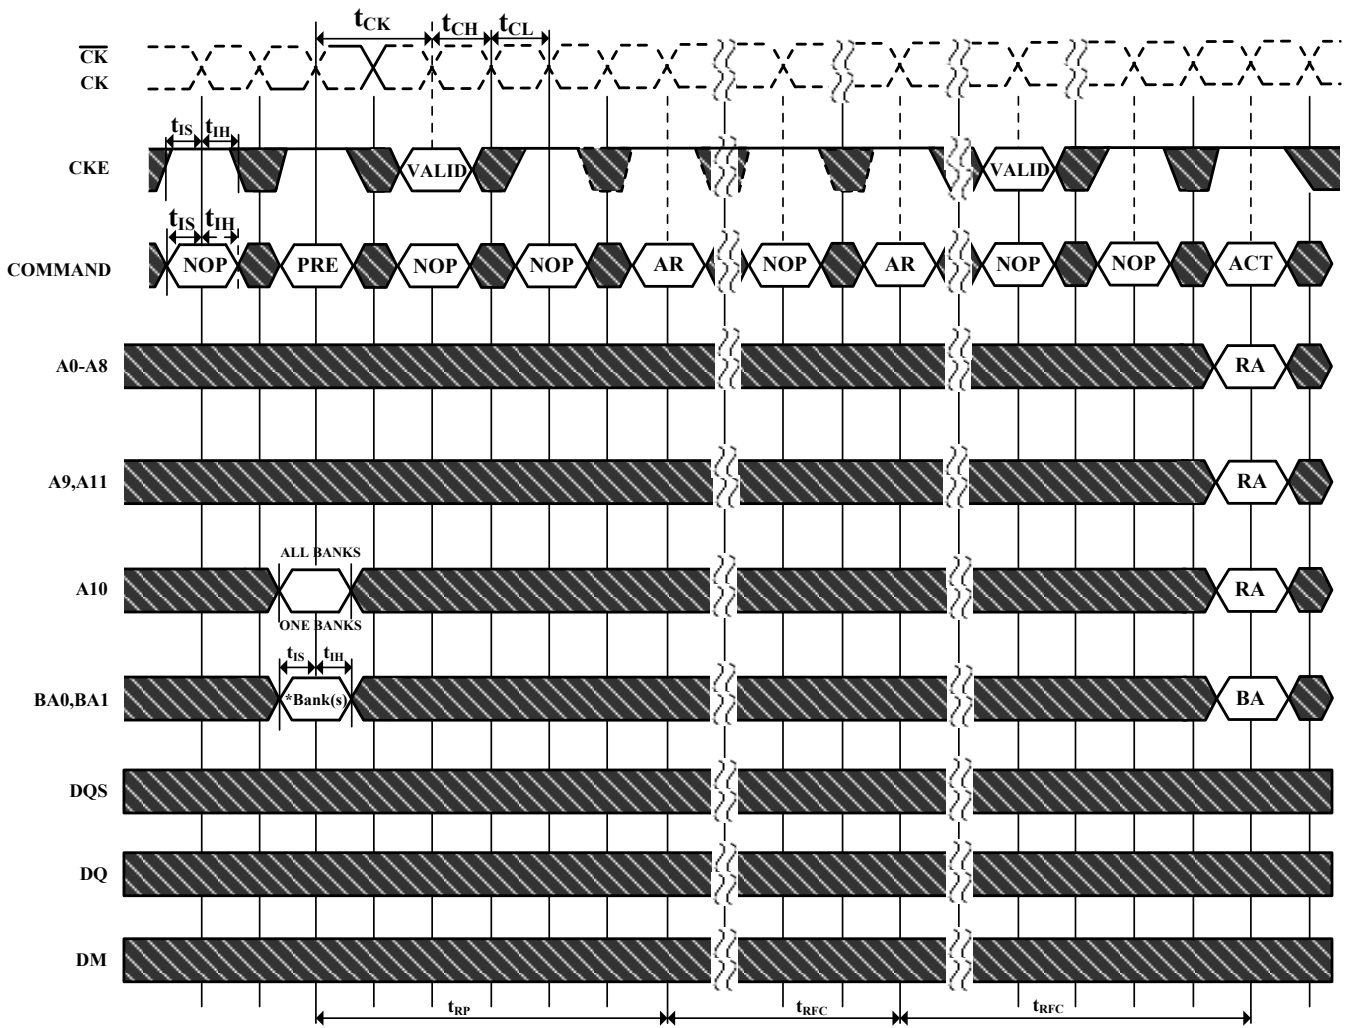 tCK tCH tCL
CK
CK
tIS tIH
CKE VALID VALID
tIS tIH
COMMAND NOP PRE NOP NOP AR NOP AR NOP NOP ACT
A0-A8 RA
A9,A11 RA
ALL BANKS
A10 RA
ONE BANKS
tIS tIH
BA0,BA1 *Bank(s) BA
DQS
DQ
DM
tRP tRFC tRFC